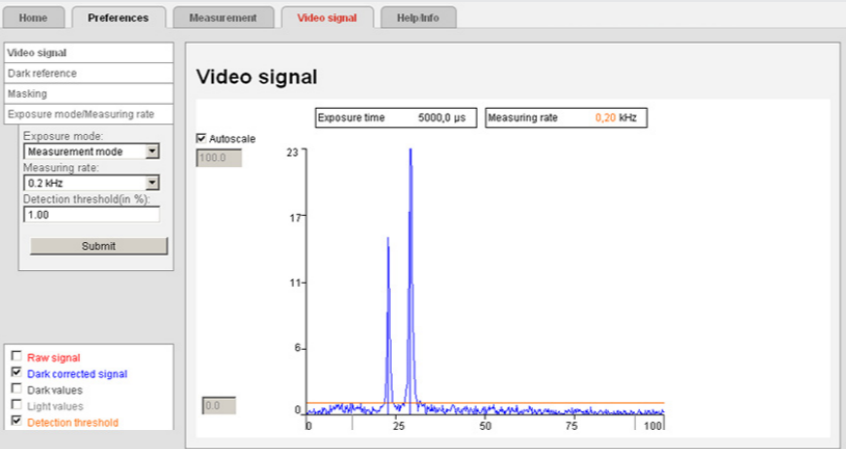 Home Preferences Measurement Video signal Help/Info
Video signal
Dark reference
Masking
Exposure mode/Measuring rate
Exposure mode:
Measurement mode
Measuring rate:
0.2 kHz
Detection threshold(in %):
1.00
Submit
Raw signal
Dark corrected signal
Dark values
Light values
Detection threshold
Video signal
Exposure time 5000,0 µs Measuring rate 0,20 kHz
Autoscale
100.0
0.0
23
17
11
6
0
0 25 50 75 100